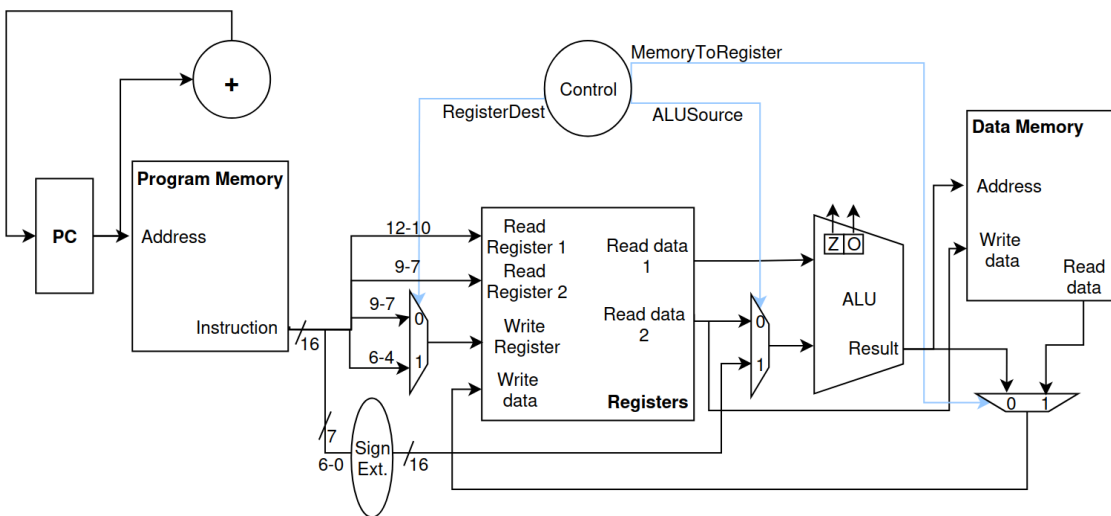 MemoryToRegister
+
Control
RegisterDest
ALUSource
Data Memory
Program Memory
Address
PC
Address
12-10
Read
Register 1
Read data
1
Z O
Write
data
9-7
Read
Register 2
Read
data
9-7
0
Write
Register
Read data
2
0
ALU
Instruction
16
6-4
1
1
Result
Write
data
Registers
0 1
7
6-0
Sign
Ext.
16